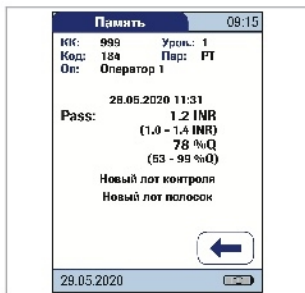 Память 09:15
КК: 999 Уров.: 1
Код: 184 Пар: PT
Оп: Оператор 1
28.05.2020 11:31
Pass: 1.2 INR
(1.0 - 1.4 INR)
78 %Q
(53 - 99 %Q)
Новый лот контроля
Новый лот полосок
29.05.2020